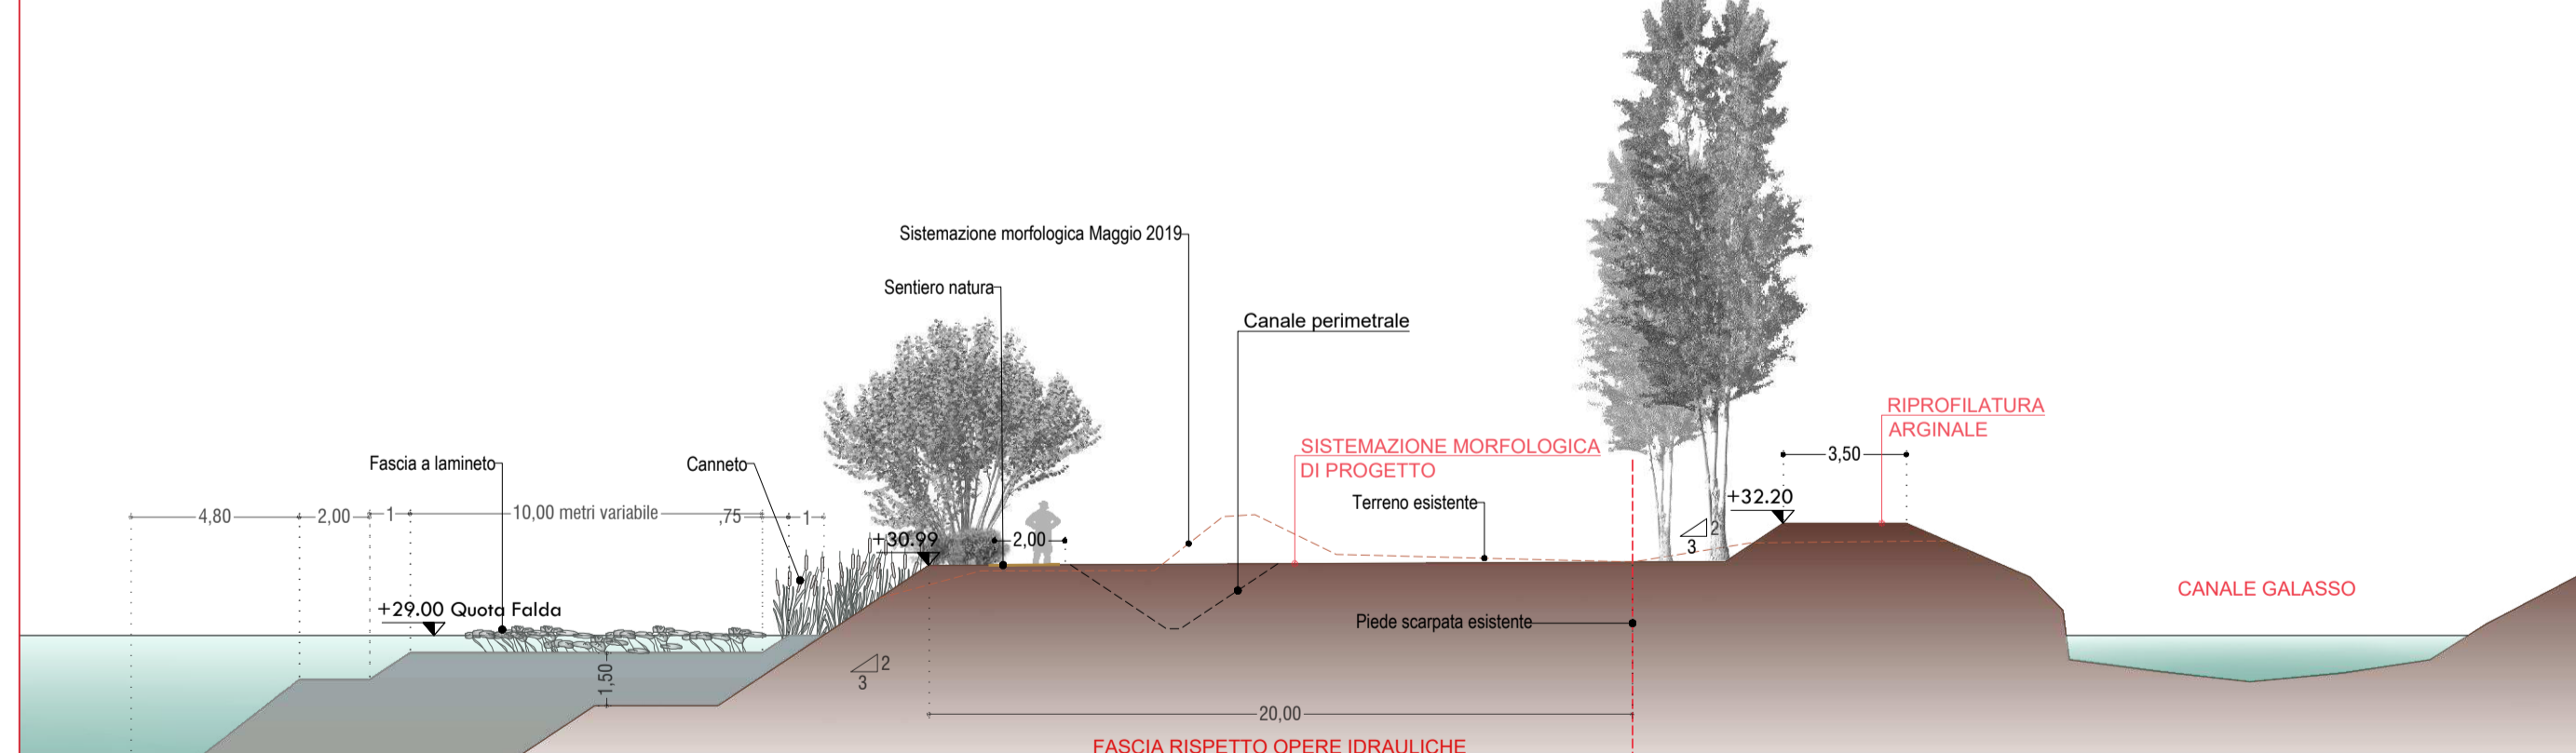 Sistemazione morfologica Maggio 2019
Sentiero natura
Canale perimetrale
RIPROFILATURA
ARGINALE
SISTEMAZIONE MORFOLOGICA
DI PROGETTO
3,50
Fascia a lamineto
Canneto
Terreno esistente
+32.20
4,80
2,00
1
10,00 metri variabile
,75
1
+30.99
2,00
2
3
CANALE GALASSO
+29.00 Quota Falda
Piede scarpata esistente
1,50
2
3
20,00
FASCIA RISPETTO OPERE IDRAULICHE